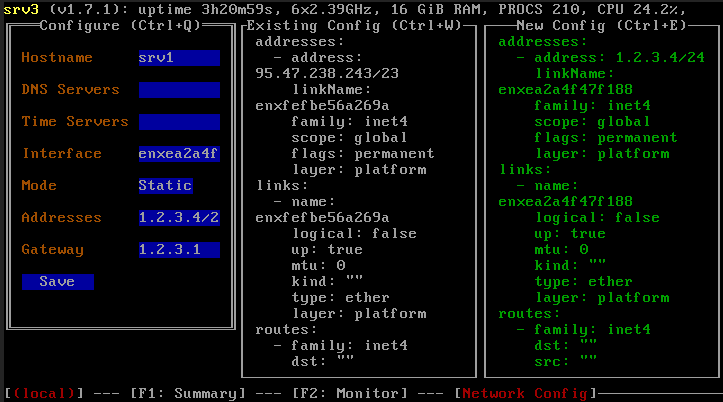 srv3 (v1.7.1): uptime 3h20m59s, 6x2.39GHz, 16 GiB RAM, PROCS 210, CPU 24.2%,
Configure (Ctrl+Q)
Hostname srv1
DNS Servers
Time Servers
Interface enxea2a4f
Mode Static
Addresses 1.2.3.4/2
Gateway 1.2.3.1
Save
Existing Config (Ctrl+W)
addresses:
- address:
95.47.238.243/23
linkName:
enxfefbe56a269a
family: inet4
scope: global
flags: permanent
layer: platform
links:
- name:
enxfefbe56a269a
logical: false
up: true
mtu: 0
kind: ""
type: ether
layer: platform
routes:
- family: inet4
dst: ""
New Config (Ctrl+E)
addresses:
- address: 1.2.3.4/24
linkName:
enxea2a4f47f188
family: inet4
scope: global
flags: permanent
layer: platform
links:
- name:
enxea2a4f47f188
logical: false
up: true
mtu: 0
kind: ""
type: ether
layer: platform
routes:
- family: inet4
dst: ""
src: ""
[(local)] --- [F1: Summary] --- [F2: Monitor] --- [Network Config]